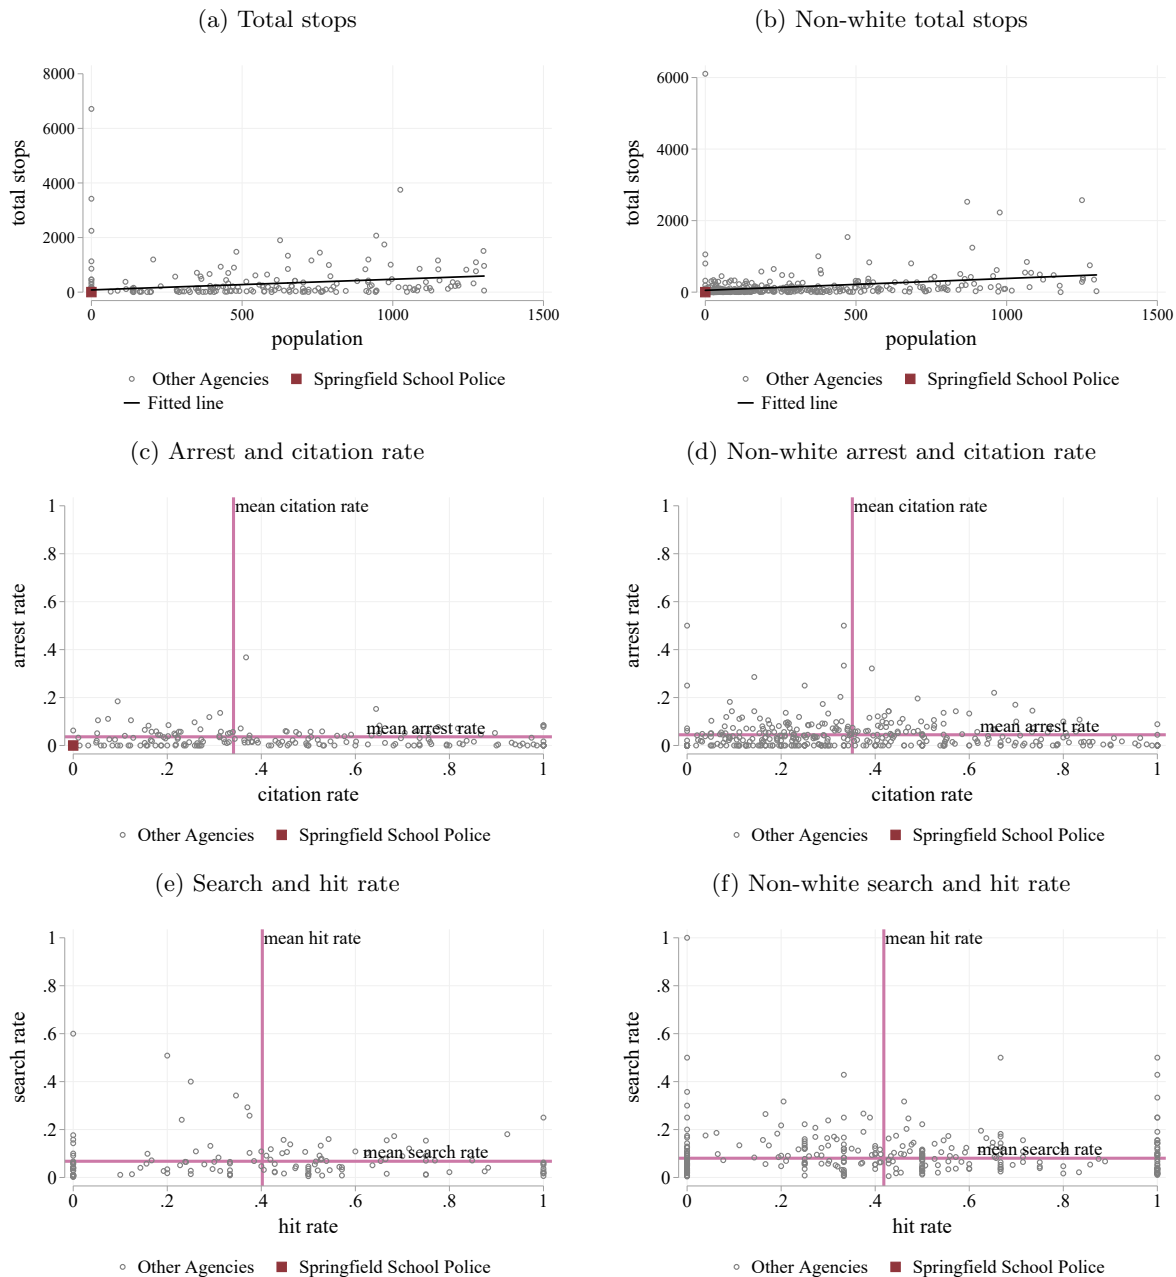 (a) Total stops
(b) Non-white total stops
8000
6000
4000
2000
0
total stops
0 500 1000 1500
population
Other Agencies Springfield School Police
Fitted line
6000
4000
2000
0
total stops
0 500 1000 1500
population
Other Agencies Springfield School Police
Fitted line
(c) Arrest and citation rate
(d) Non-white arrest and citation rate
1
.8
.6
.4
.2
0
arrest rate
mean citation rate
mean arrest rate
0 .2 .4 .6 .8 1
citation rate
Other Agencies Springfield School Police
1
.8
.6
.4
.2
0
arrest rate
mean citation rate
mean arrest rate
0 .2 .4 .6 .8 1
citation rate
Other Agencies Springfield School Police
(e) Search and hit rate
(f) Non-white search and hit rate
1
.8
.6
.4
.2
0
search rate
mean hit rate
mean search rate
0 .2 .4 .6 .8 1
hit rate
Other Agencies Springfield School Police
1
.8
.6
.4
.2
0
search rate
mean hit rate
mean search rate
0 .2 .4 .6 .8 1
hit rate
Other Agencies Springfield School Police